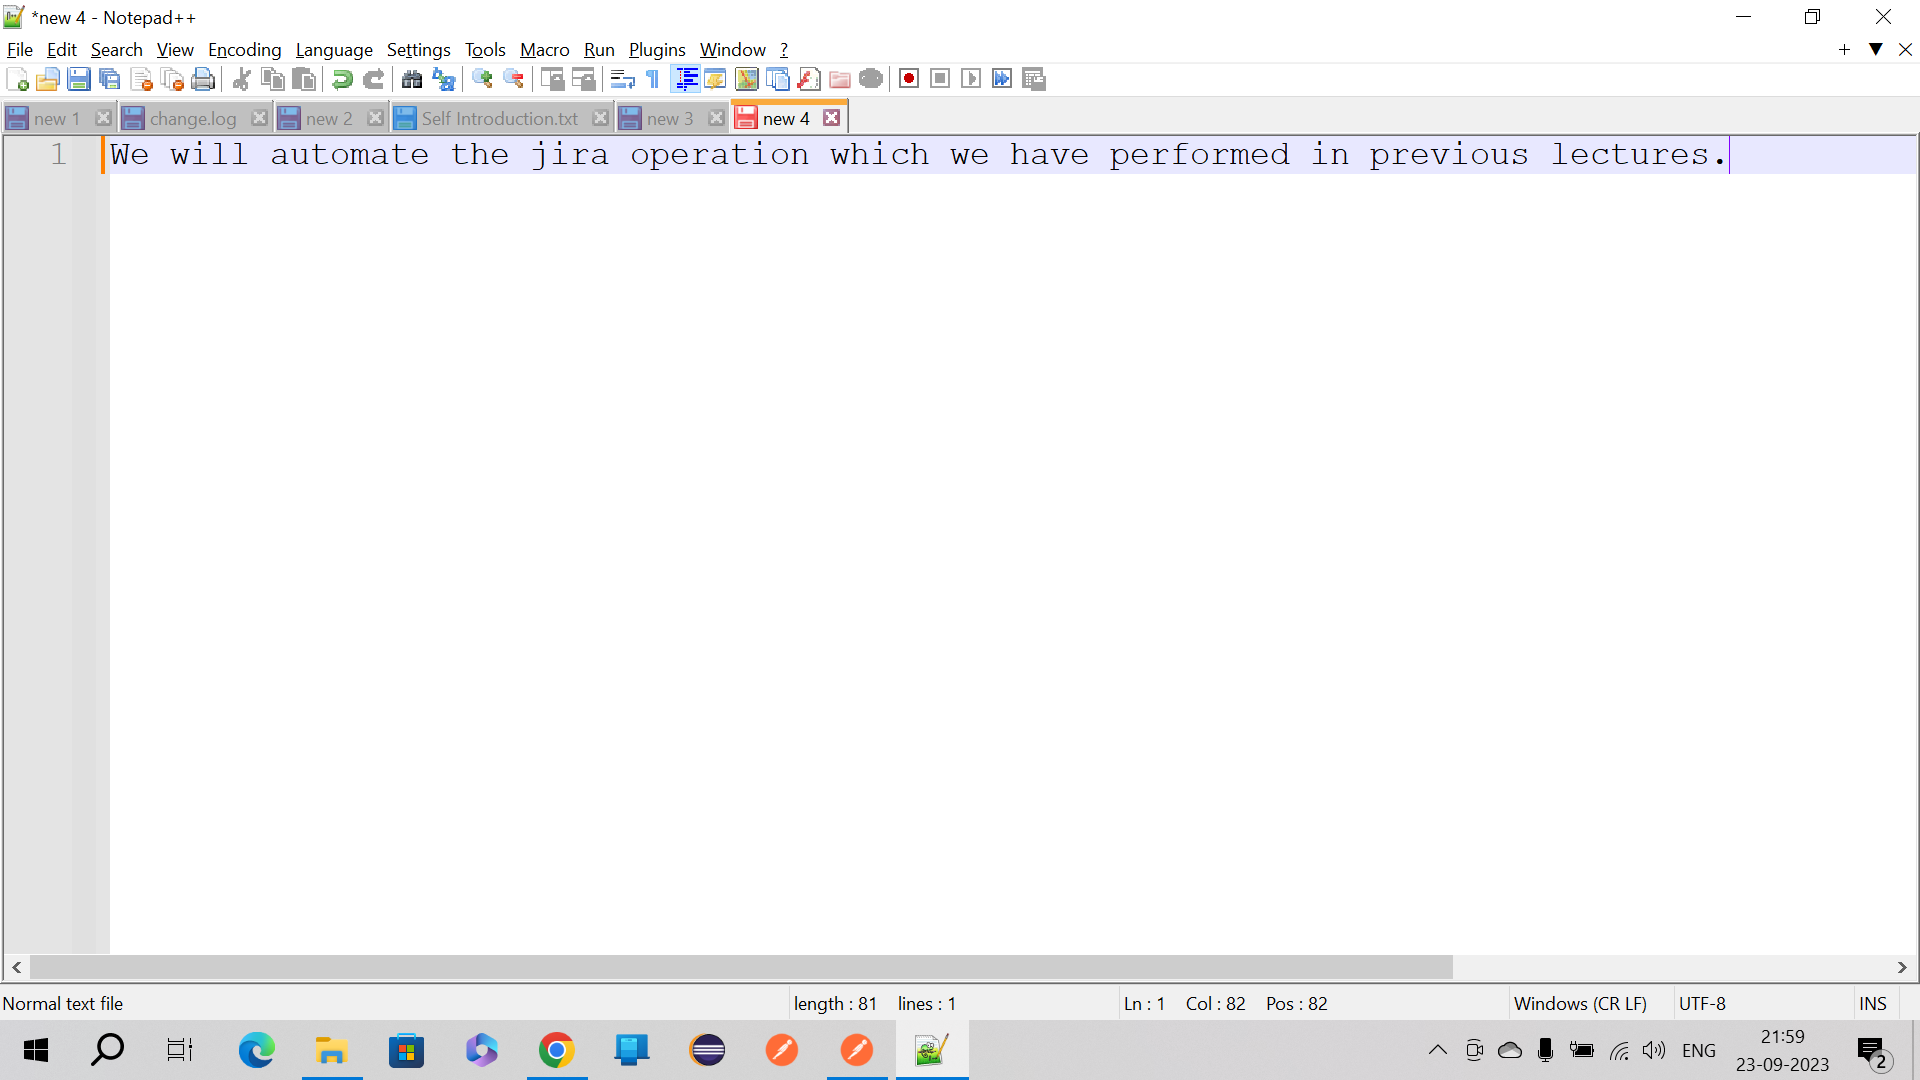 *new 4 - Notepad++
File Edit Search View Encoding Language Settings Tools Macro Run Plugins Window ?
new 1 change.log new 2 Self Introduction.txt new 3 new 4
1 We will automate the jira operation which we have performed in previous lectures.
Normal text file length : 81 lines : 1 Ln : 1 Col : 82 Pos : 82 Windows (CR LF) UTF-8 INS
ENG 21:59 2
23-09-2023